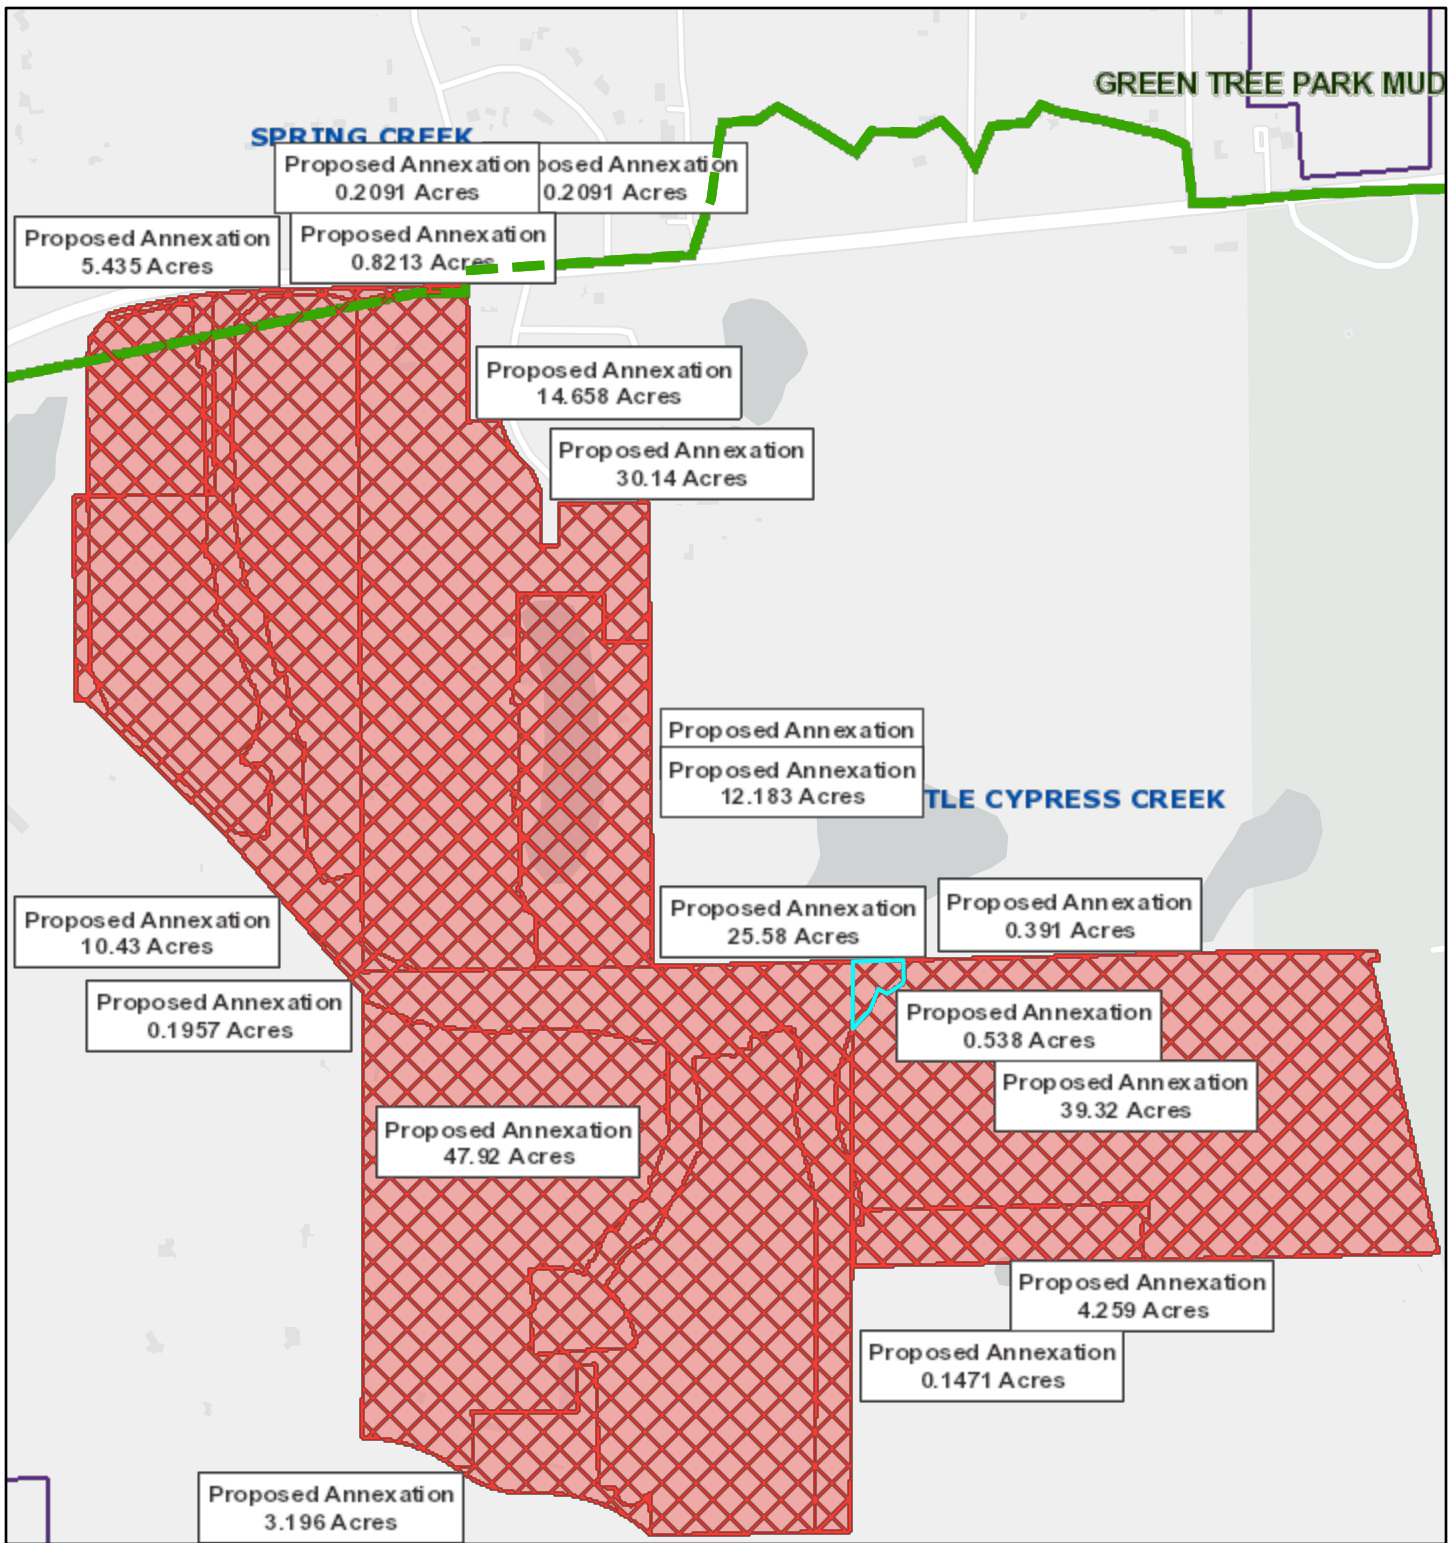 GREEN TREE PARK MUD
SPRING CREEK
Proposed Annexation
0.2091 Acres
posed Annexation
0.2091 Acres
Proposed Annexation
5.435 Acres
Proposed Annexation
0.8213 Acres
Proposed Annexation
14.658 Acres
Proposed Annexation
30.14 Acres
Proposed Annexation
Proposed Annexation
12.183 Acres
TLE CYPRESS CREEK
Proposed Annexation
25.58 Acres
Proposed Annexation
0.391 Acres
Proposed Annexation
10.43 Acres
Proposed Annexation
0.1957 Acres
Proposed Annexation
0.538 Acres
Proposed Annexation
39.32 Acres
Proposed Annexation
47.92 Acres
Proposed Annexation
4.259 Acres
Proposed Annexation
0.1471 Acres
Proposed Annexation
3.196 Acres